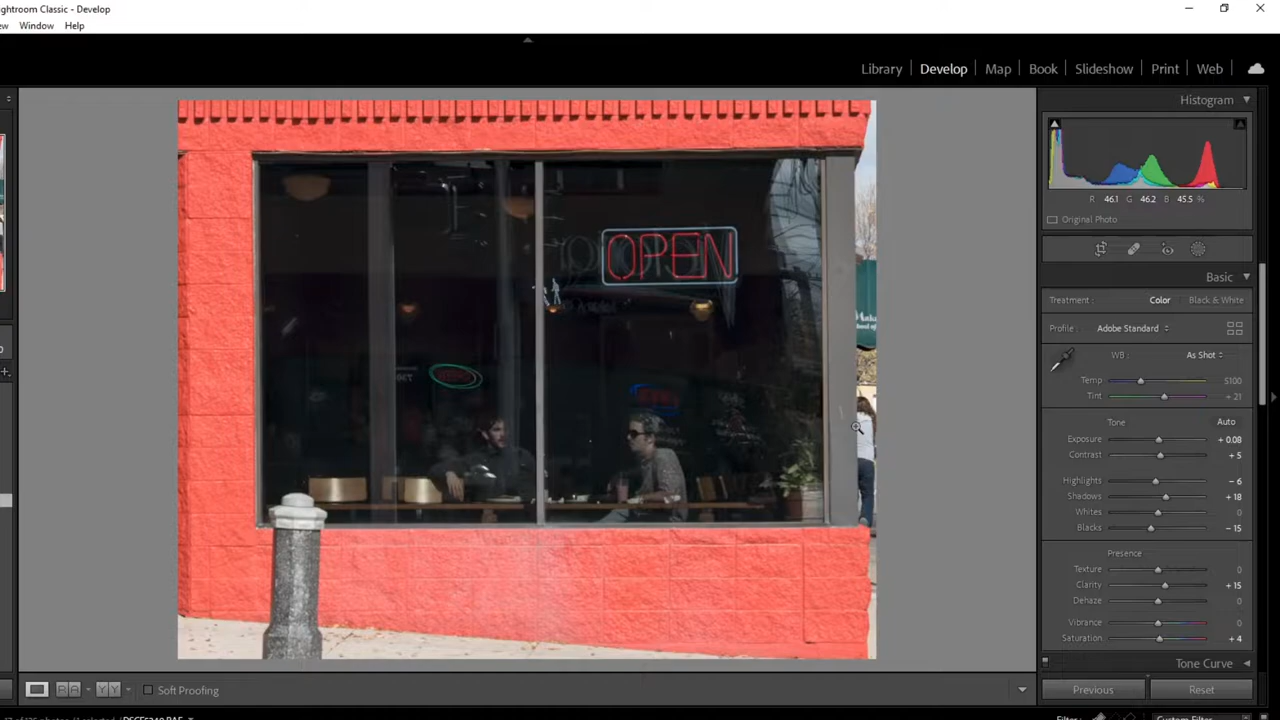 ightroom Classic - Develop
Window Help
Library Develop Map Book Slideshow Print Web
Histogram
R 46.1 G 46.2 B 45.5 %
Original Photo
Basic
Treatment : Color Black & White
Profile : Adobe Standard
WB : As Shot
Temp 5100
Tint + 21
Tone Auto
Exposure + 0.08
Contrast + 5
Highlights - 6
Shadows + 18
Whites 0
Blacks - 15
Presence
Texture 0
Clarity + 15
Dehaze 0
Vibrance 0
Saturation + 4
Tone Curve
Previous Reset
Soft Proofing
OPEN